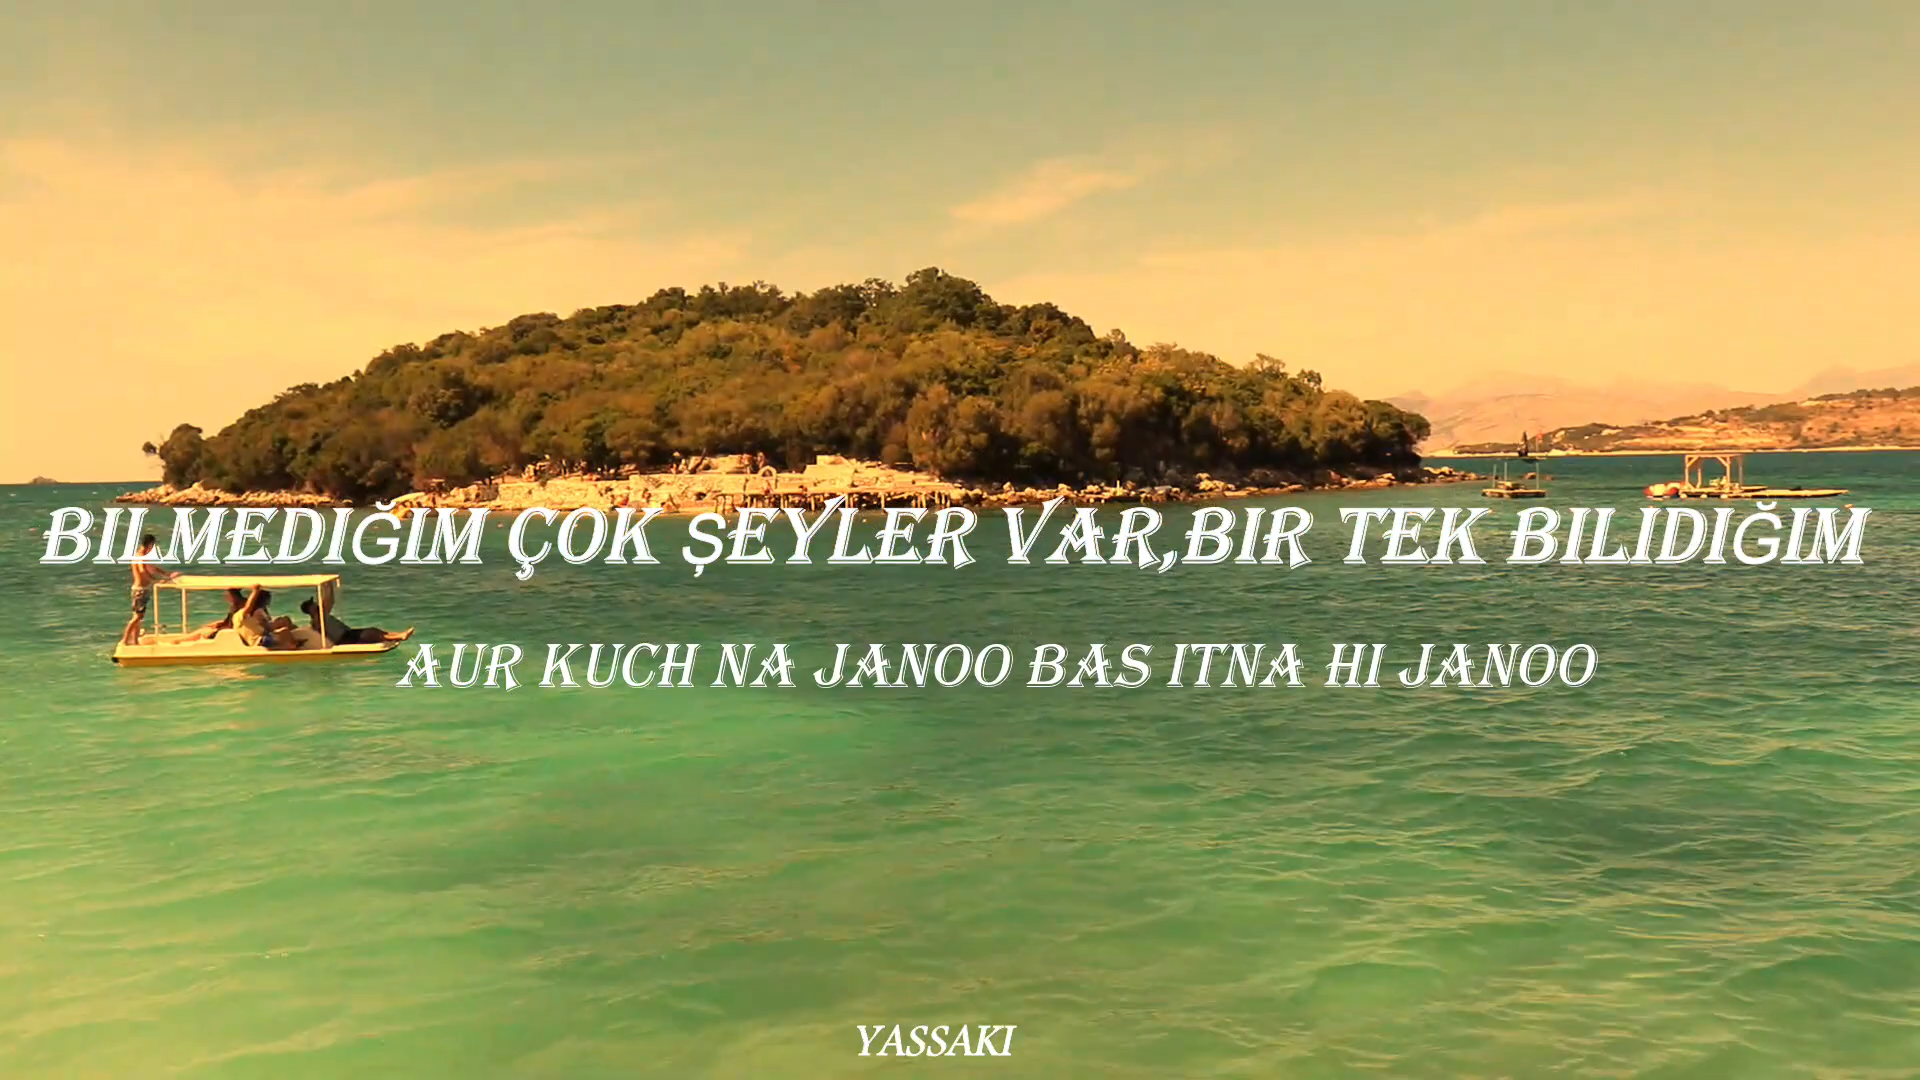 BILMEDIĞIM ÇOK ŞEYLER VAR,BIR TEK BILIDIĞIM
AUR KUCH NA JANOO BAS ITNA HI JANOO
YASSAKI